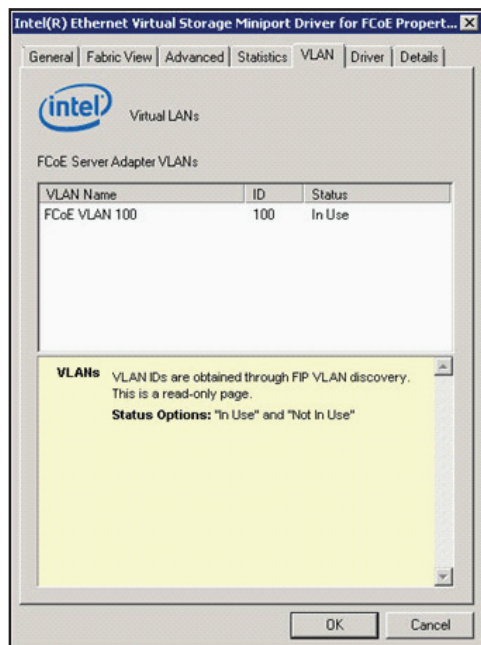 Intel(R) Ethernet Virtual Storage Miniport Driver for FCoE Propert...
General
Fabric View
Advanced
Statistics
VLAN
Driver
Details
intel
Virtual LANs
FCoE Server Adapter VLANs
VLAN Name ID Status
FCoE VLAN 100 100 In Use
VLANs VLAN IDs are obtained through FIP VLAN discovery.
This is a read-only page.
Status Options: "In Use" and "Not In Use"
OK
Cancel